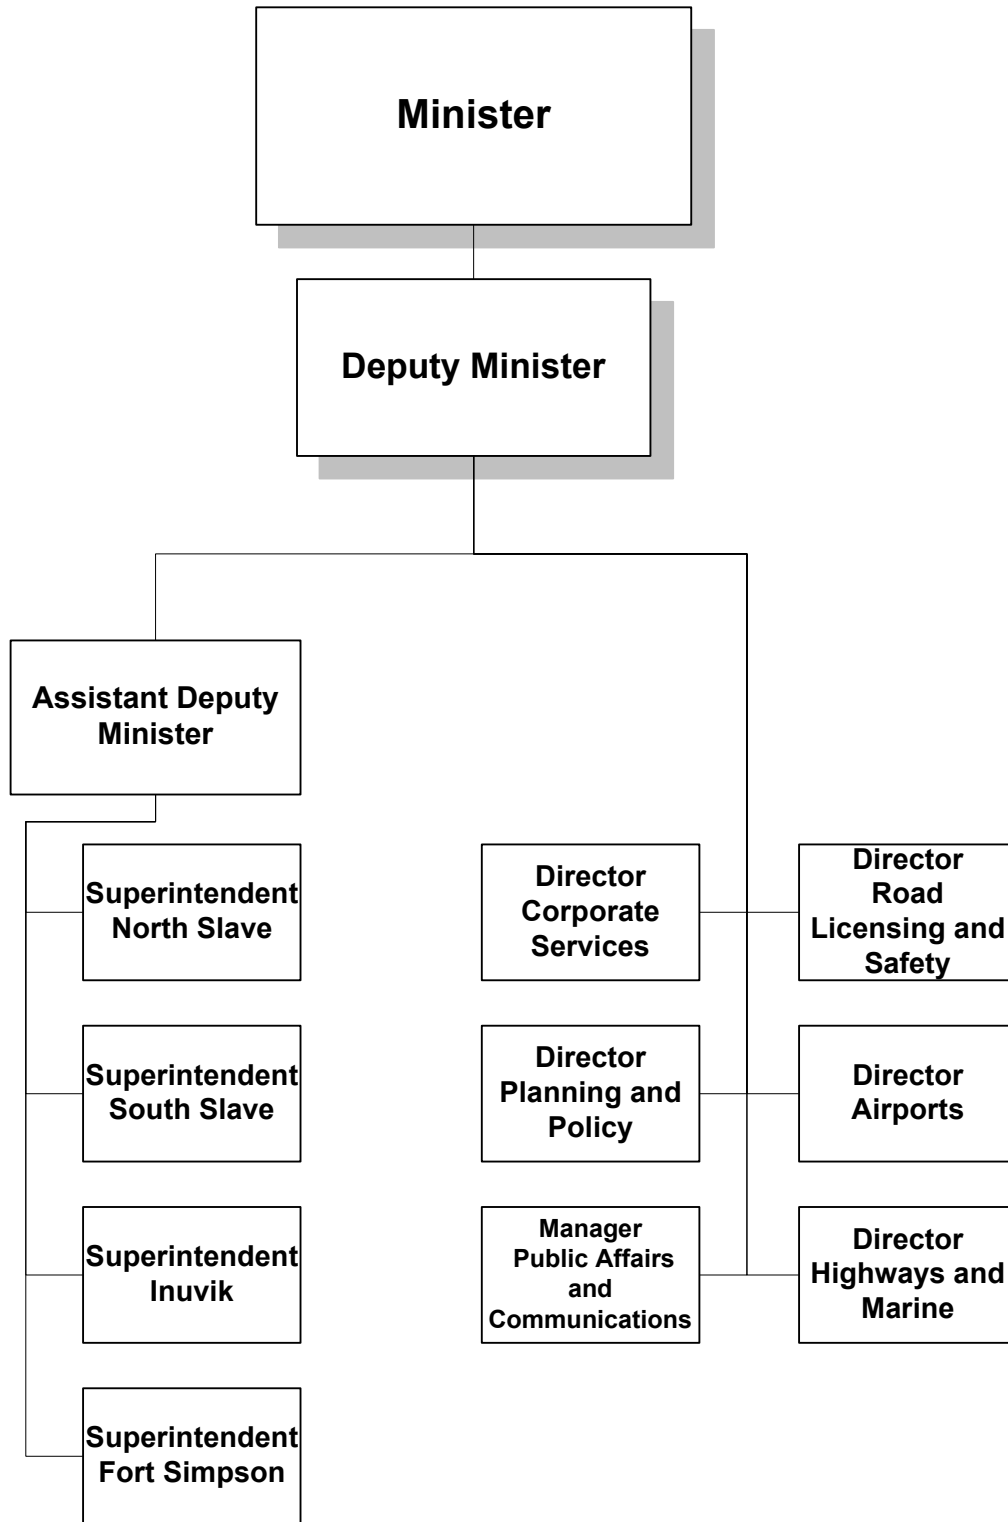 Minister
Deputy Minister
Assistant Deputy
Minister
Superintendent
North Slave
Superintendent
South Slave
Superintendent
Inuvik
Superintendent
Fort Simpson
Director
Corporate
Services
Director
Planning and
Policy
Manager
Public Affairs
and
Communications
Director
Road
Licensing and
Safety
Director
Airports
Director
Highways and
Marine